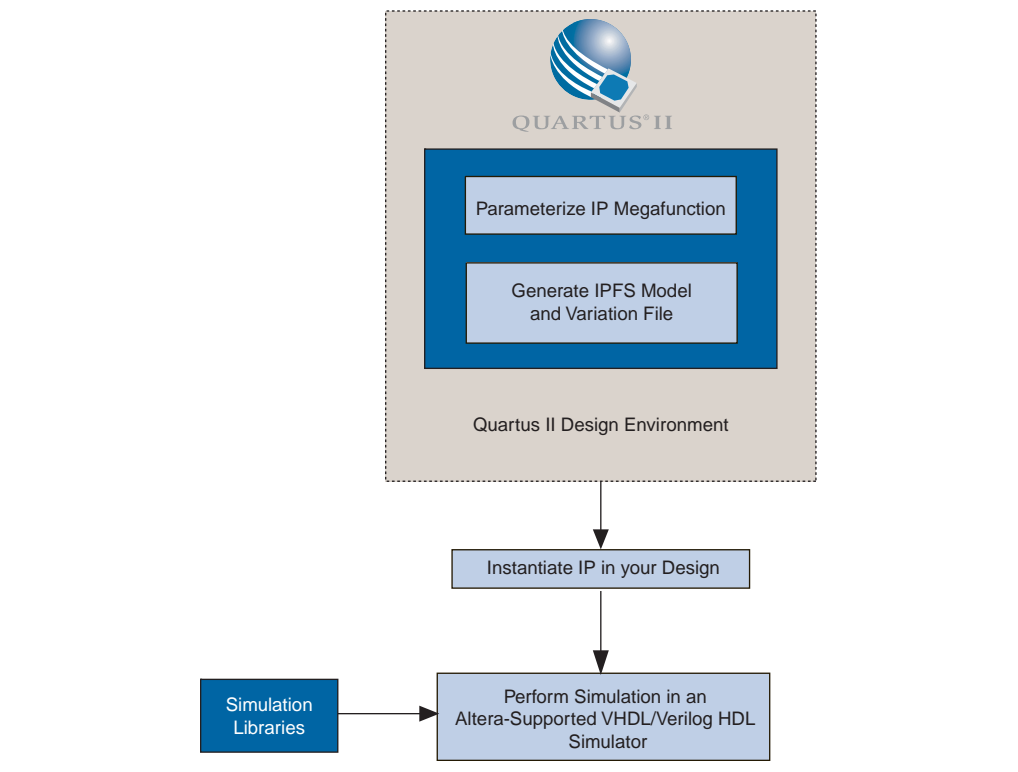 QUARTUS® II
Parameterize IP Megafunction
Generate IPFS Model
and Variation File
Quartus II Design Environment
Instantiate IP in your Design
Simulation
Libraries
Perform Simulation in an
Altera-Supported VHDL/Verilog HDL
Simulator